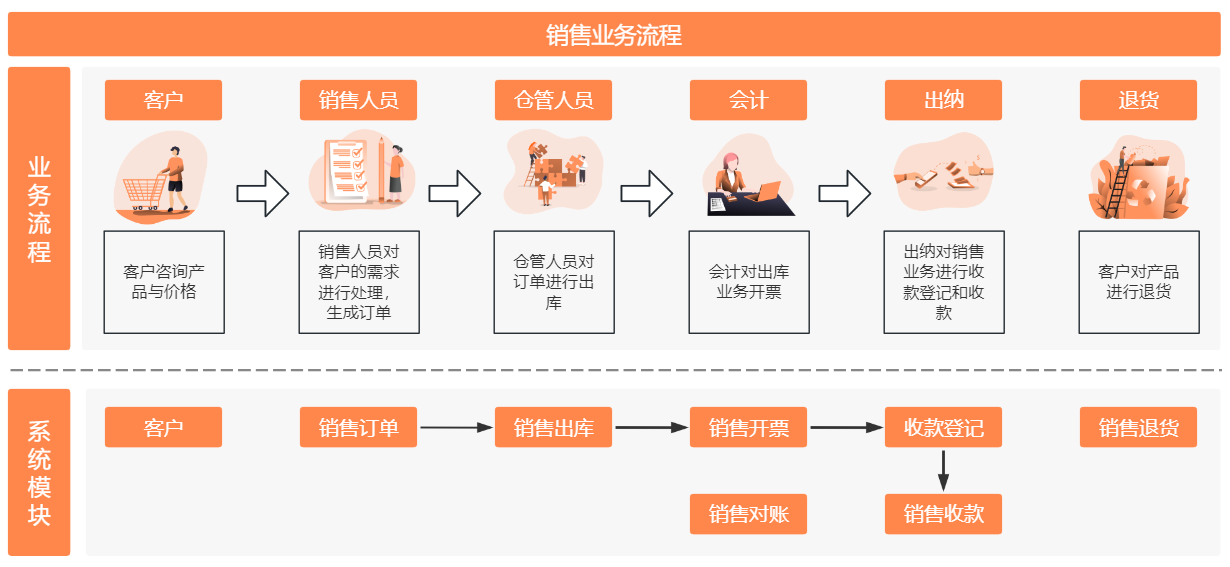 销售业务流程
业务流程
客户
销售人员
仓管人员
会计
出纳
退货
客户咨询产
品与价格
销售人员对
客户的需求
进行处理，
生成订单
仓管人员对
订单进行出
库
会计对出库
业务开票
出纳对销售
业务进行收
款登记和收
款
客户对产品
进行退货
系统模块
客户
销售订单
销售出库
销售开票
收款登记
销售退货
销售对账
销售收款